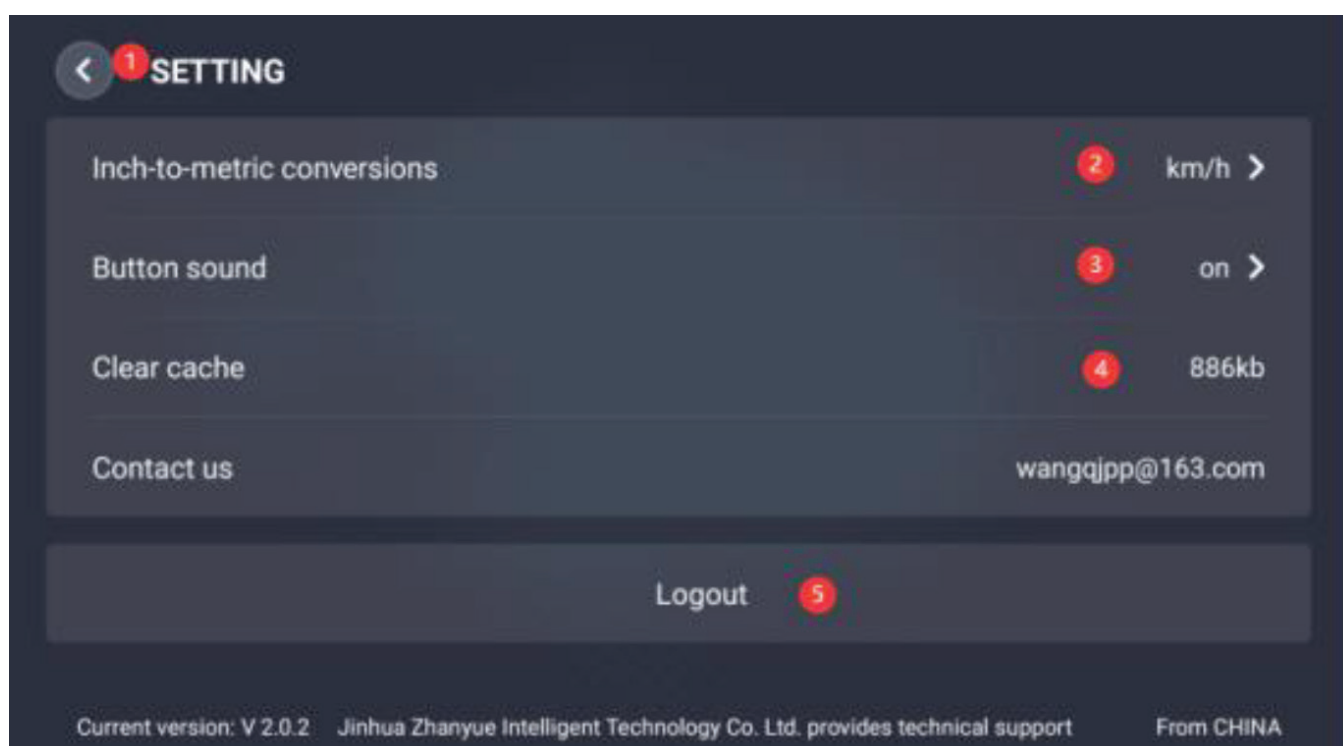 1 SETTING
Inch-to-metric conversions 2 km/h
Button sound 3 on
Clear cache 4 886kb
Contact us wangqjpp@163.com
Logout 5
Current version: V 2.0.2 Jinhua Zhanyue Intelligent Technology Co. Ltd. provides technical support From CHINA